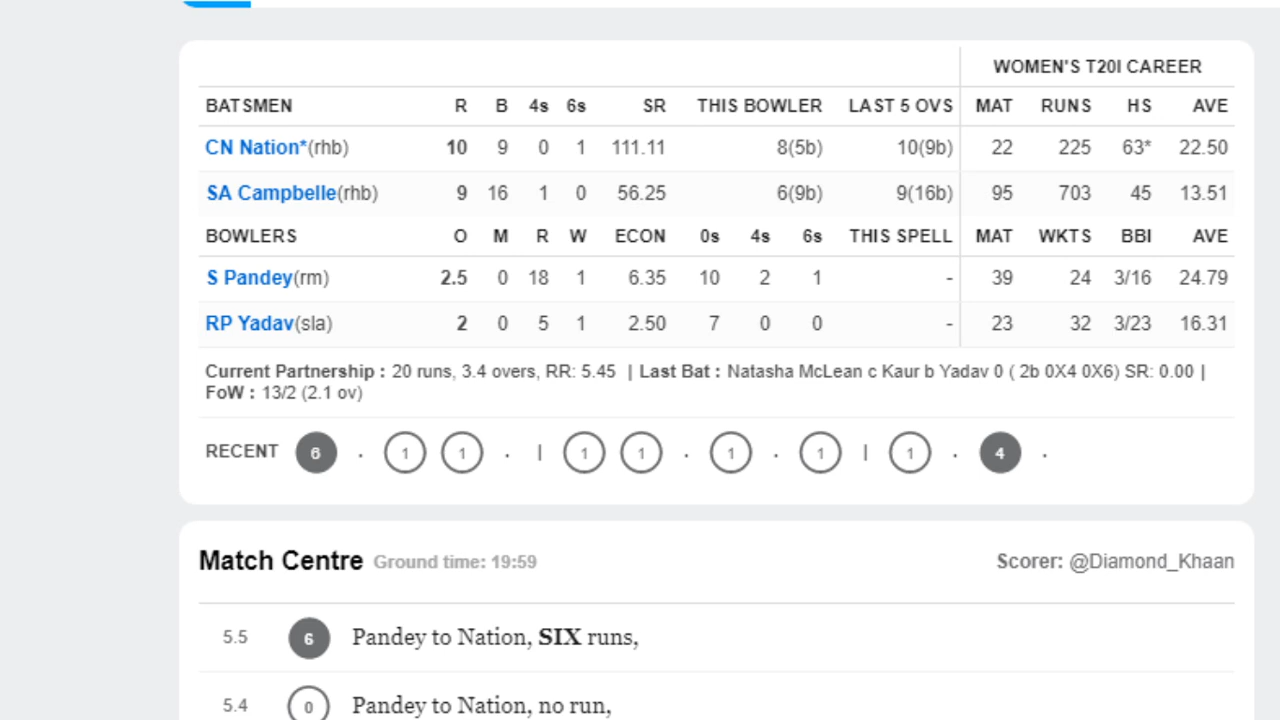 WOMEN'S T20I CAREER
BATSMEN R B 4s 6s SR THIS BOWLER LAST 5 OVS MAT RUNS HS AVE
CN Nation*(rhb) 10 9 0 1 111.11 8(5b) 10(9b) 22 225 63* 22.50
SA Campbelle(rhb) 9 16 1 0 56.25 6(9b) 9(16b) 95 703 45 13.51
BOWLERS O M R W ECON 0s 4s 6s THIS SPELL MAT WKTS BBI AVE
S Pandey(rm) 2.5 0 18 1 6.35 10 2 1 - 39 24 3/16 24.79
RP Yadav(sla) 2 0 5 1 2.50 7 0 0 - 23 32 3/23 16.31
Current Partnership : 20 runs, 3.4 overs, RR: 5.45 | Last Bat : Natasha McLean c Kaur b Yadav 0 ( 2b 0X4 0X6) SR: 0.00 |
FoW : 13/2 (2.1 ov)
RECENT 6 . 1 1 . | 1 1 . 1 . 1 | 1 . 4 .
Match Centre Ground time: 19:59 Scorer: @Diamond_Khaan
5.5 6 Pandey to Nation, SIX runs,
5.4 0 Pandey to Nation, no run,